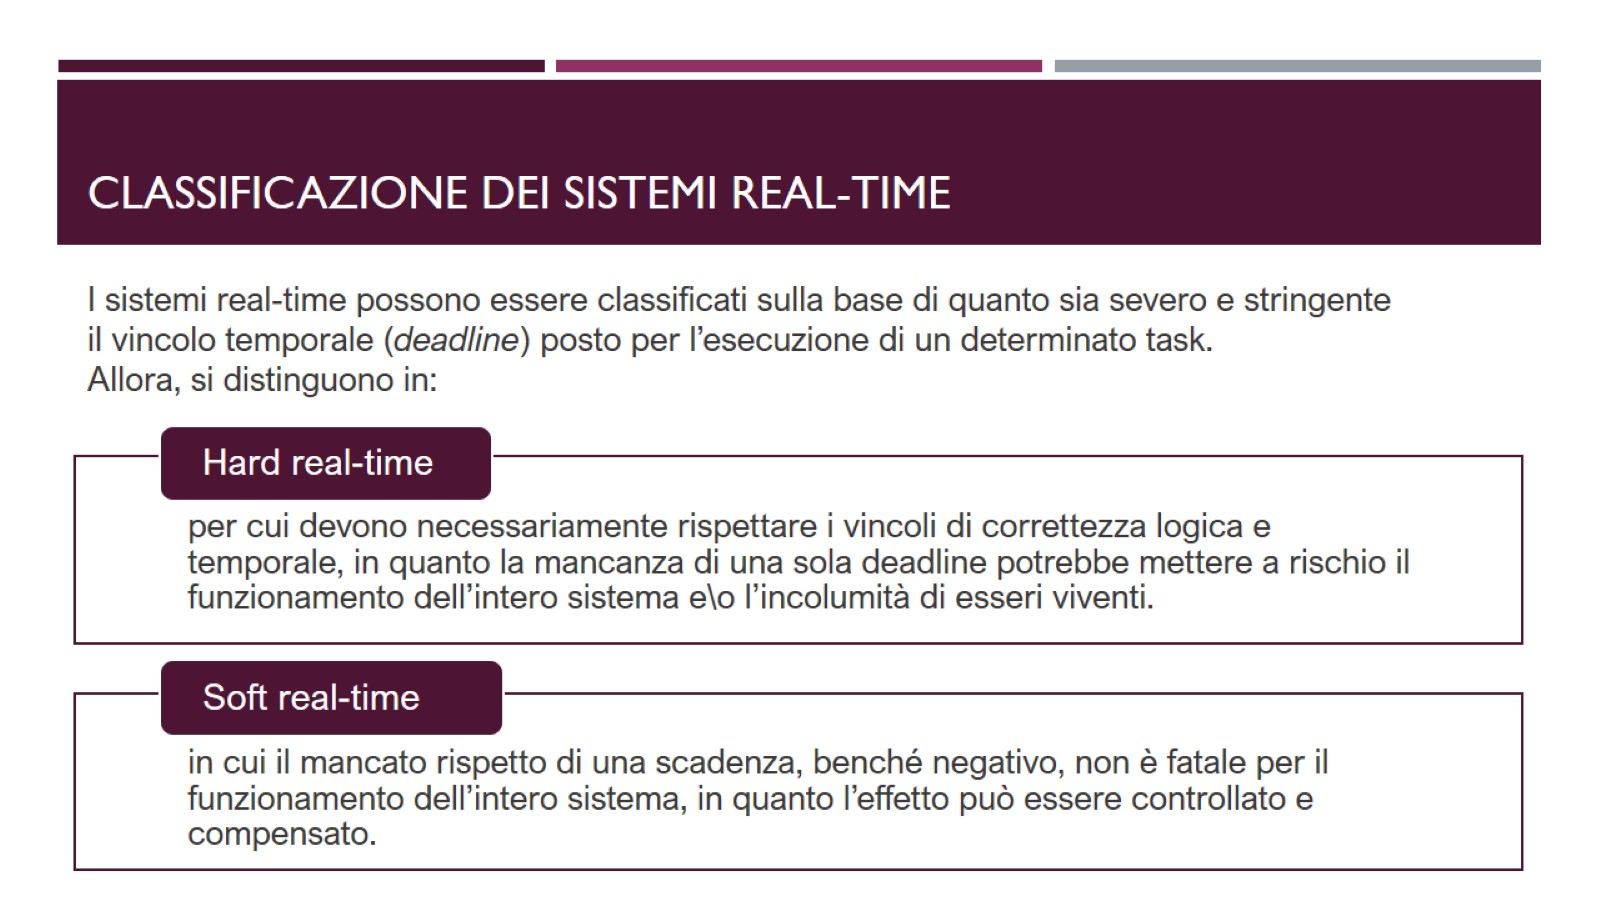 CLASSIFICAZIONE DEI SISTEMI REAL-TIME
I sistemi real-time possono essere classificati sulla base di quanto sia severo e stringente
il vincolo temporale (deadline) posto per l’esecuzione di un determinato task.
Allora, si distinguono in:
Hard real-time
per cui devono necessariamente rispettare i vincoli di correttezza logica e
temporale, in quanto la mancanza di una sola deadline potrebbe mettere a rischio il
funzionamento dell’intero sistema e\o l’incolumità di esseri viventi.
Soft real-time
in cui il mancato rispetto di una scadenza, benché negativo, non è fatale per il
funzionamento dell’intero sistema, in quanto l’effetto può essere controllato e
compensato.